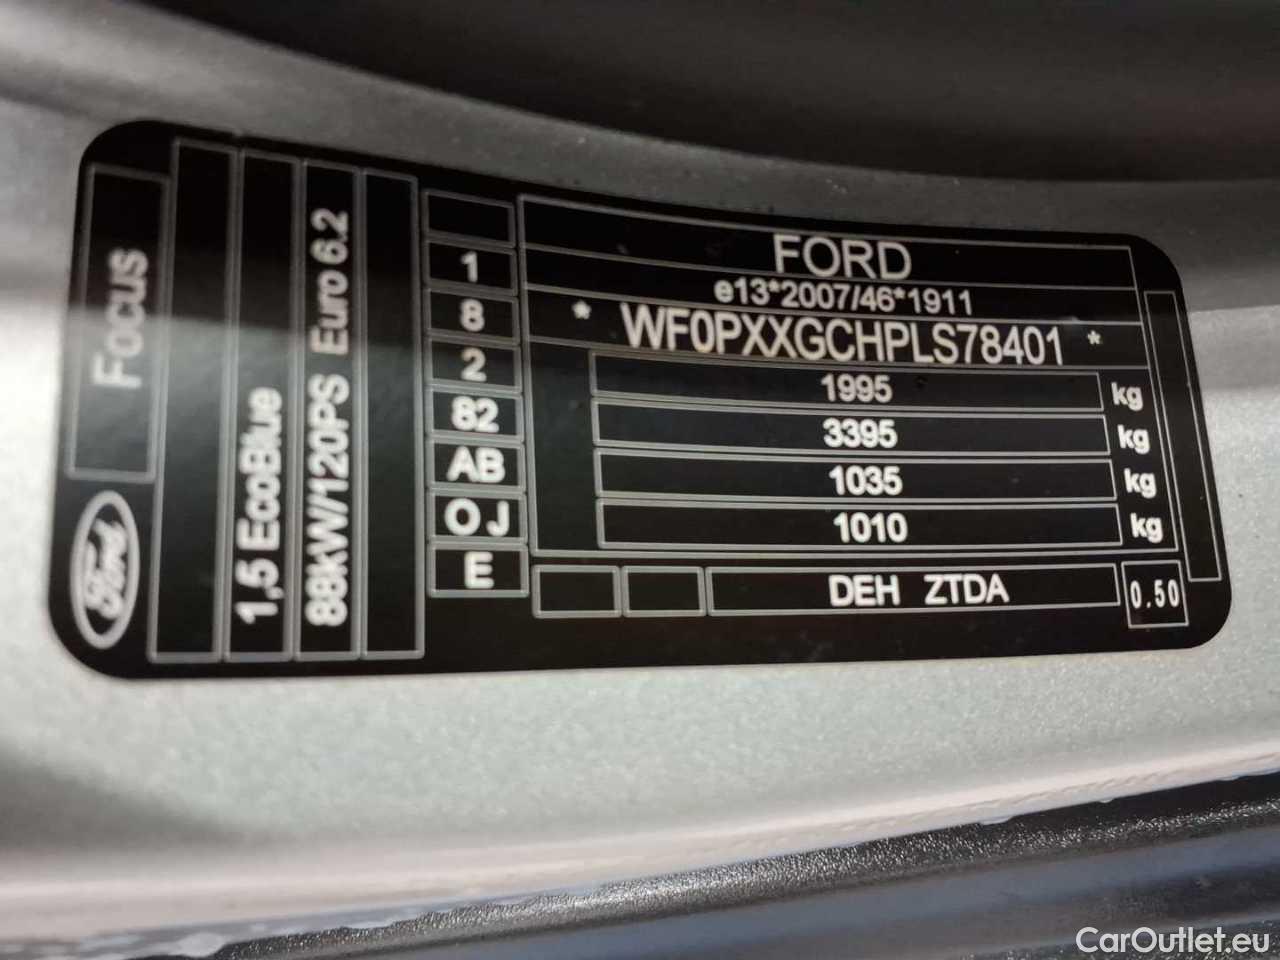 Focus
Ford
1,5 EcoBlue
88kW/120PS Euro 6.2
1
8
2
82
AB
OJ
E
FORD
e13*2007/46*1911
* WF0PXXGCHPLS78401 *
1995 kg
3395 kg
1035 kg
1010 kg
DEH ZTDA
0.50
CarOutlet.eu